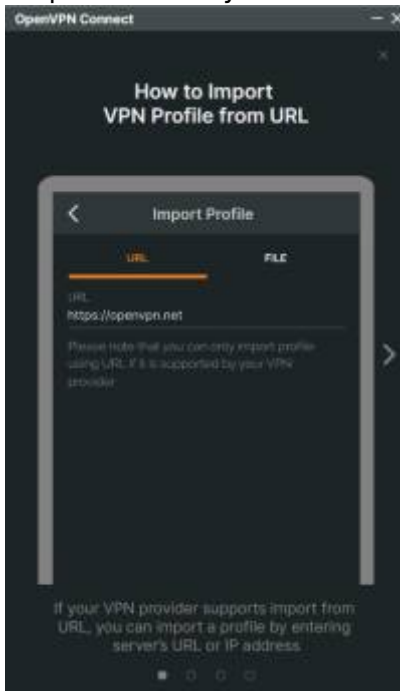 OpenVPN Connect
How to Import
VPN Profile from URL
Import Profile
URL
FILE
URL
https://openvpn.net
Please note that you can only import profile
using URL if it is supported by your VPN
provider
If your VPN provider supports import from
URL, you can import a profile by entering
server's URL or IP address